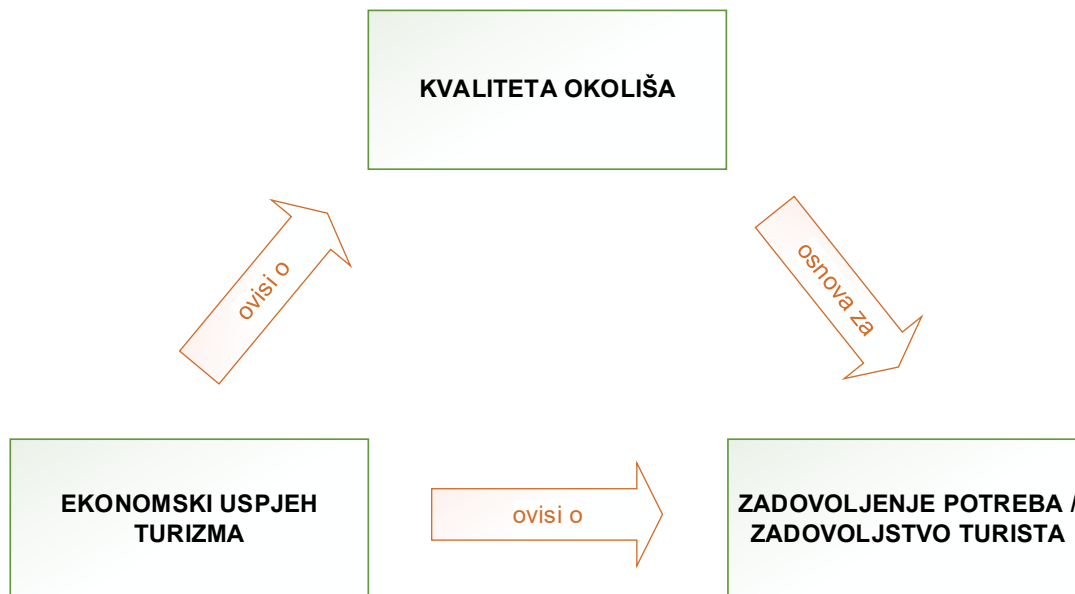 KVALITETA OKOLIŠA
ovisi o
osnova za
EKONOMSKI USPJEH
TURIZMA
ovisi o
ZADOVOLJENJE POTREBA /
ZADOVOLJSTVO TURISTA